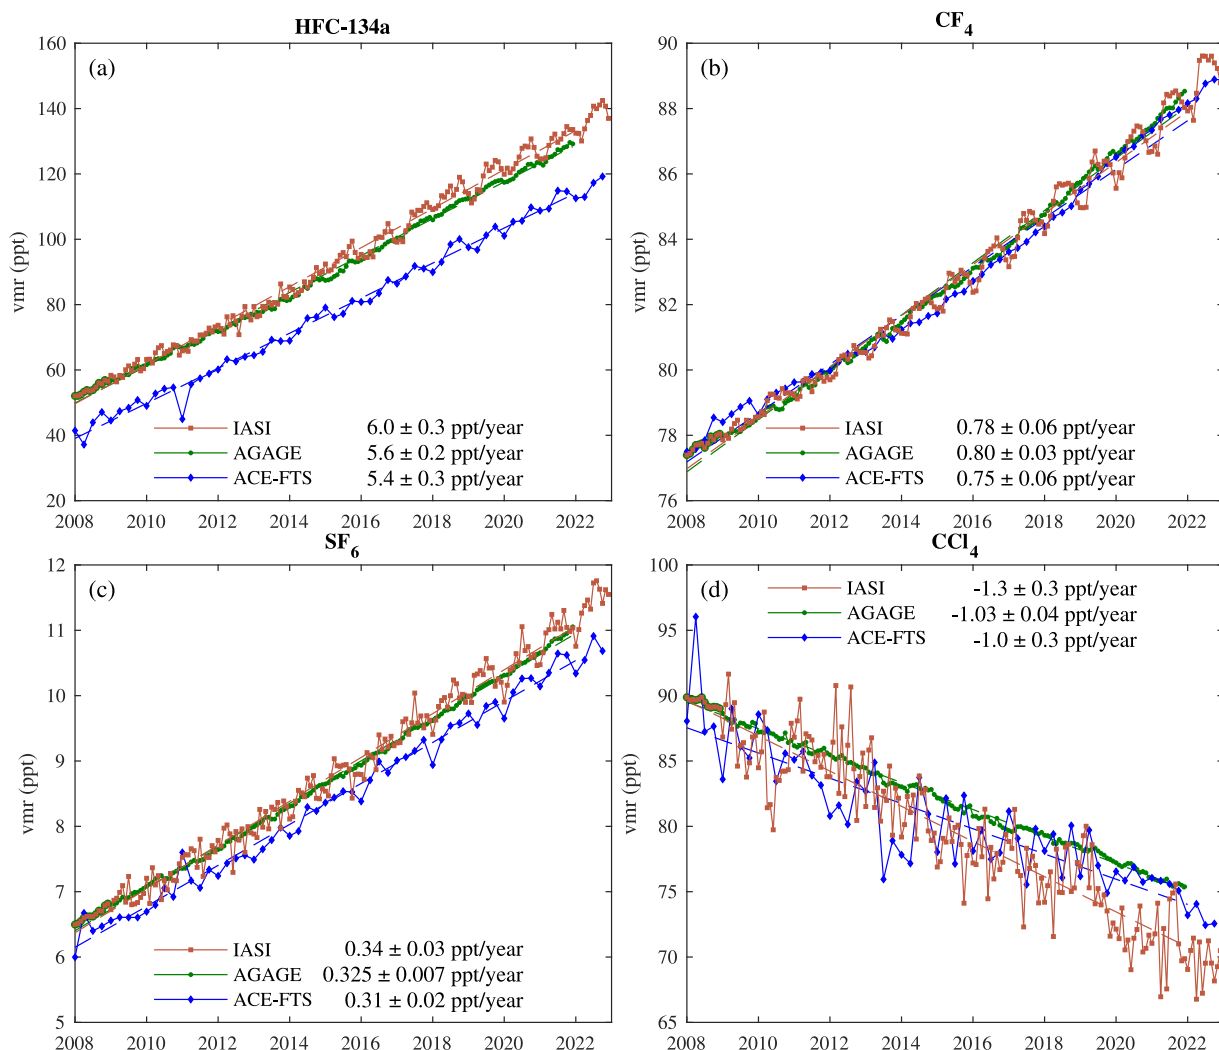 HFC-134a
(a)
160
140
120
100
80
60
40
20
vmr (ppt)
IASI 6.0 ± 0.3 ppt/year
AGAGE 5.6 ± 0.2 ppt/year
ACE-FTS 5.4 ± 0.3 ppt/year
2008 2010 2012 2014 2016 2018 2020 2022
CF4
(b)
90
88
86
84
82
80
78
76
vmr (ppt)
IASI 0.78 ± 0.06 ppt/year
AGAGE 0.80 ± 0.03 ppt/year
ACE-FTS 0.75 ± 0.06 ppt/year
2008 2010 2012 2014 2016 2018 2020 2022
SF6
(c)
12
11
10
9
8
7
6
5
vmr (ppt)
IASI 0.34 ± 0.03 ppt/year
AGAGE 0.325 ± 0.007 ppt/year
ACE-FTS 0.31 ± 0.02 ppt/year
2008 2010 2012 2014 2016 2018 2020 2022
CCl4
(d)
IASI -1.3 ± 0.3 ppt/year
AGAGE -1.03 ± 0.04 ppt/year
ACE-FTS -1.0 ± 0.3 ppt/year
100
95
90
85
80
75
70
65
vmr (ppt)
2008 2010 2012 2014 2016 2018 2020 2022